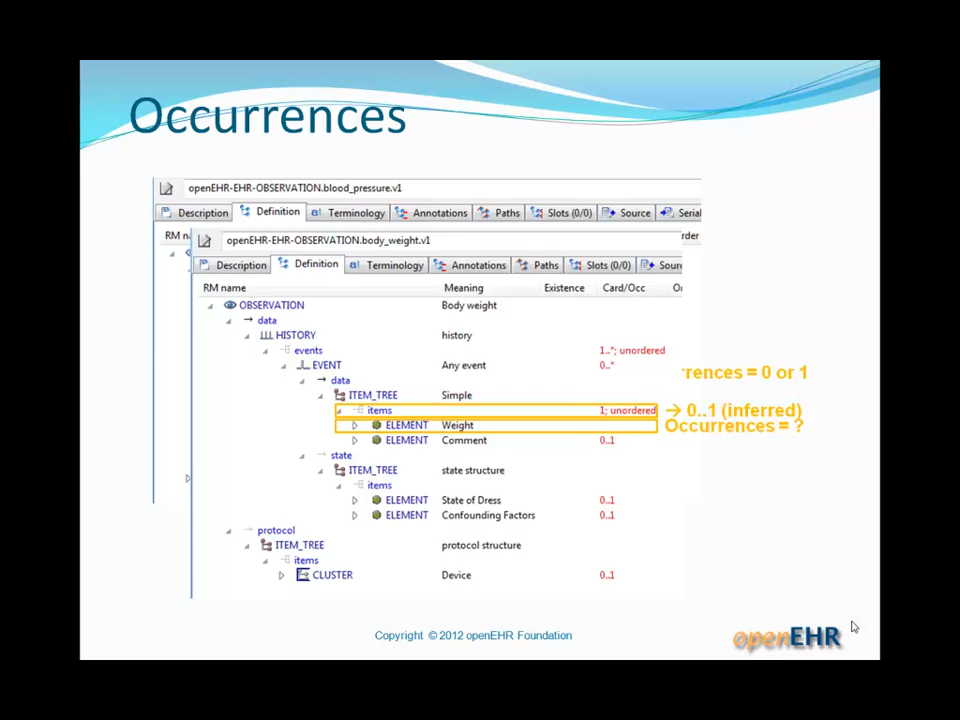 Occurrences
openEHR-EHR-OBSERVATION.blood_pressure.v1
Description Definition Terminology Annotations Paths Slots (0/0) Source Serial
RM n der
openEHR-EHR-OBSERVATION.body_weight.v1
Description Definition Terminology Annotations Paths Slots (0/0) Sourc
RM name Meaning Existence Card/Occ
OBSERVATION Body weight
data
HISTORY history
events 1..*; unordered
EVENT Any event 0..*
rrences = 0 or 1
data
ITEM_TREE Simple
items 1; unordered → 0..1 (inferred)
ELEMENT Weight Occurrences = ?
ELEMENT Comment 0..1
state
ITEM_TREE state structure
items
ELEMENT State of Dress 0..1
ELEMENT Confounding Factors 0..1
protocol
ITEM_TREE protocol structure
items
CLUSTER Device 0..1
Copyright © 2012 openEHR Foundation
openEHR